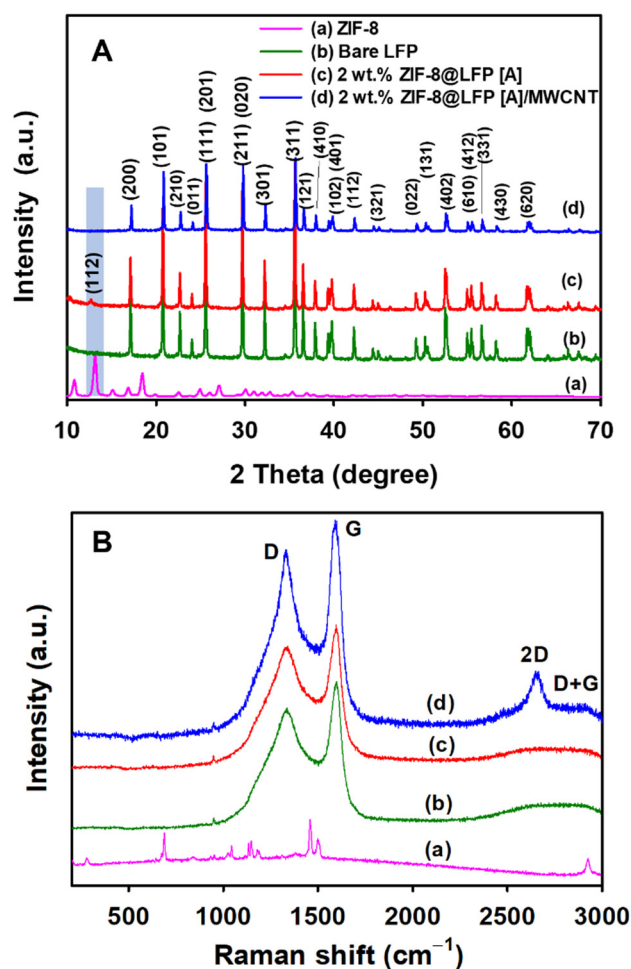 A
(a) ZIF-8
(b) Bare LFP
(c) 2 wt.% ZIF-8@LFP [A]
(d) 2 wt.% ZIF-8@LFP [A]/MWCNT
Intensity (a.u.)
(112)
(200)
(101)
(210)
(011)
(111)
(201)
(211)
(020)
(301)
(311)
(121)
(410)
(102)
(401)
(112)
(321)
(022)
(131)
(402)
(610)
(412)
(331)
(430)
(620)
(d)
(c)
(b)
(a)
10 20 30 40 50 60 70
2 Theta (degree)
B
D
G
2D
D+G
Intensity (a.u.)
(d)
(c)
(b)
(a)
500 1000 1500 2000 2500 3000
Raman shift (cm⁻¹)